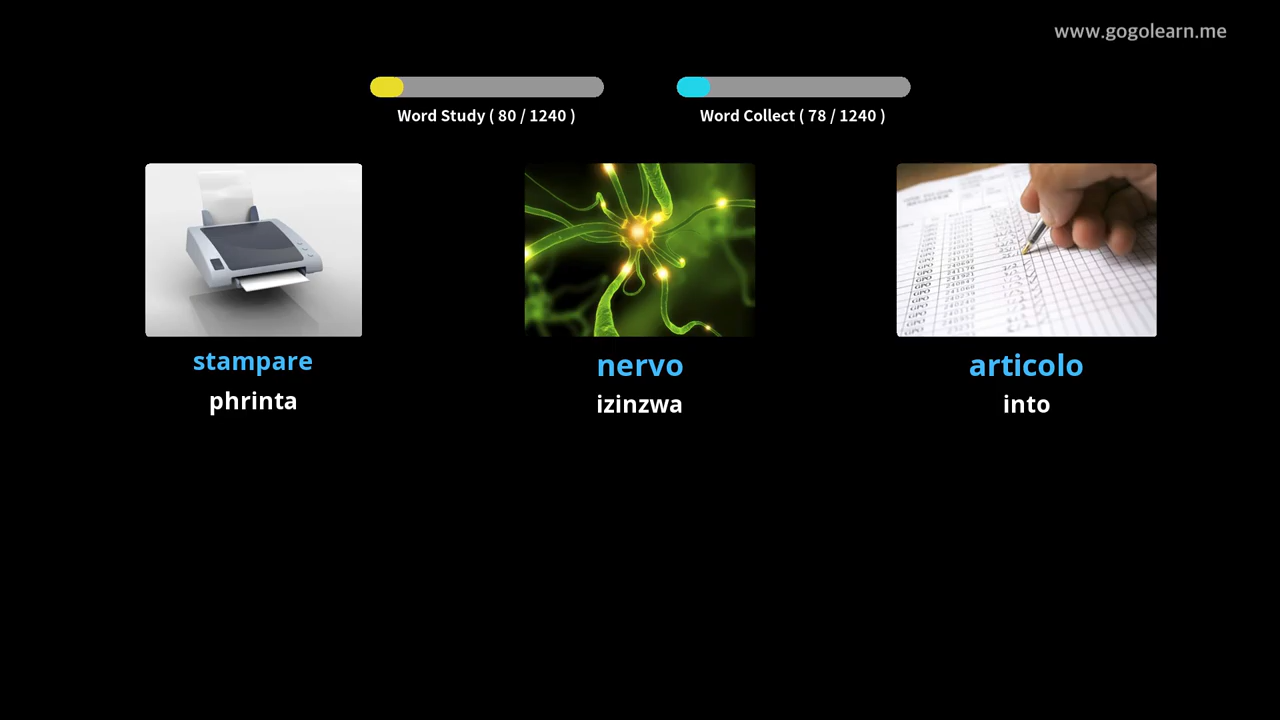 www.gogolearn.me
Word Study ( 80 / 1240 )
Word Collect ( 78 / 1240 )
stampare
nervo
articolo
phrinta
izinzwa
into